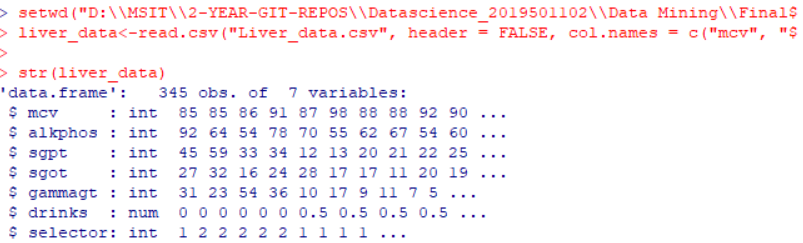 > setwd("D:\\MSIT\\2-YEAR-GIT-REPOS\\Datascience_2019501102\\Data Mining\\Final$
> liver_data<-read.csv("Liver_data.csv", header = FALSE, col.names = c("mcv", "$
>
> str(liver_data)
'data.frame':   345 obs. of  7 variables:
 $ mcv     : int  85 85 86 91 87 98 88 88 92 90 ...
 $ alkphos : int  92 64 54 78 70 55 62 67 54 60 ...
 $ sgpt    : int  45 59 33 34 12 13 20 21 22 25 ...
 $ sgot    : int  27 32 16 24 28 17 17 11 20 19 ...
 $ gammagt : int  31 23 54 36 10 17 9 11 7 5 ...
 $ drinks  : num  0 0 0 0 0 0 0.5 0.5 0.5 0.5 ...
 $ selector: int  1 2 2 2 2 2 1 1 1 1 ...